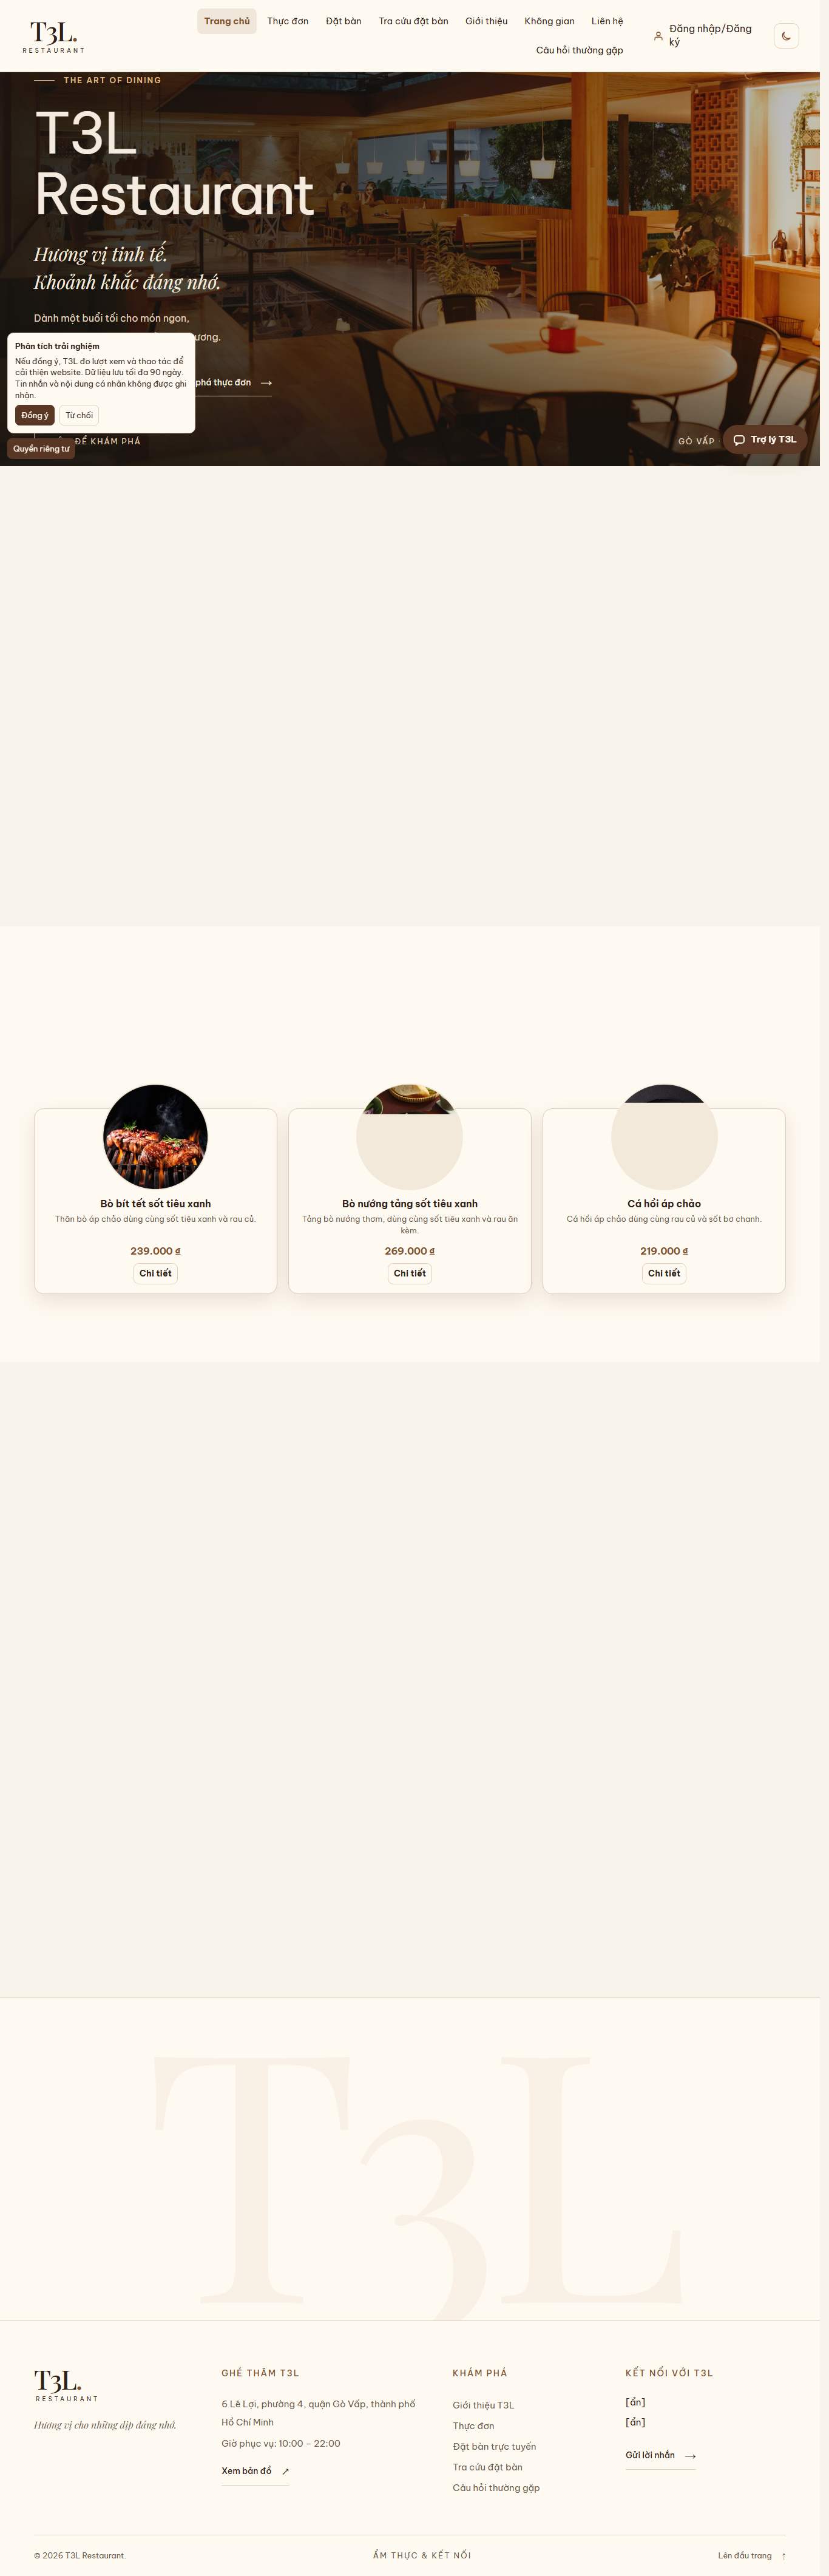 T3L.
RESTAURANT
Trang chủ
Thực đơn
Đặt bàn
Tra cứu đặt bàn
Giới thiệu
Không gian
Liên hệ
Câu hỏi thường gặp
Đăng nhập/Đăng
ký
THE ART OF DINING
T3L
Restaurant
Hương vị tinh tế.
Khoảnh khắc đáng nhớ.
Dành một buổi tối cho món ngon,
ương.
phá thực đơn →
Phân tích trải nghiệm
Nếu đồng ý, T3L đo lượt xem và thao tác để
cải thiện website. Dữ liệu lưu tối đa 90 ngày.
Tin nhắn và nội dung cá nhân không được ghi
nhận.
Đồng ý
Từ chối
ĐỂ KHÁM PHÁ
Quyền riêng tư
GÒ VẤP ·
Trợ lý T3L
Bò bít tết sốt tiêu xanh
Thăn bò áp chảo dùng cùng sốt tiêu xanh và rau củ.
239.000 ₫
Chi tiết
Bò nướng tảng sốt tiêu xanh
Tảng bò nướng thơm, dùng cùng sốt tiêu xanh và rau ăn
kèm.
269.000 ₫
Chi tiết
Cá hồi áp chảo
Cá hồi áp chảo dùng cùng rau củ và sốt bơ chanh.
219.000 ₫
Chi tiết
T3L
T3L.
RESTAURANT
Hương vị cho những dịp đáng nhớ.
GHÉ THĂM T3L
6 Lê Lợi, phường 4, quận Gò Vấp, thành phố
Hồ Chí Minh
Giờ phục vụ: 10:00 – 22:00
Xem bản đồ ↗
KHÁM PHÁ
Giới thiệu T3L
Thực đơn
Đặt bàn trực tuyến
Tra cứu đặt bàn
Câu hỏi thường gặp
KẾT NỐI VỚI T3L
[ẩn]
[ẩn]
Gửi lời nhắn →
© 2026 T3L Restaurant.
ẨM THỰC & KẾT NỐI
Lên đầu trang ↑